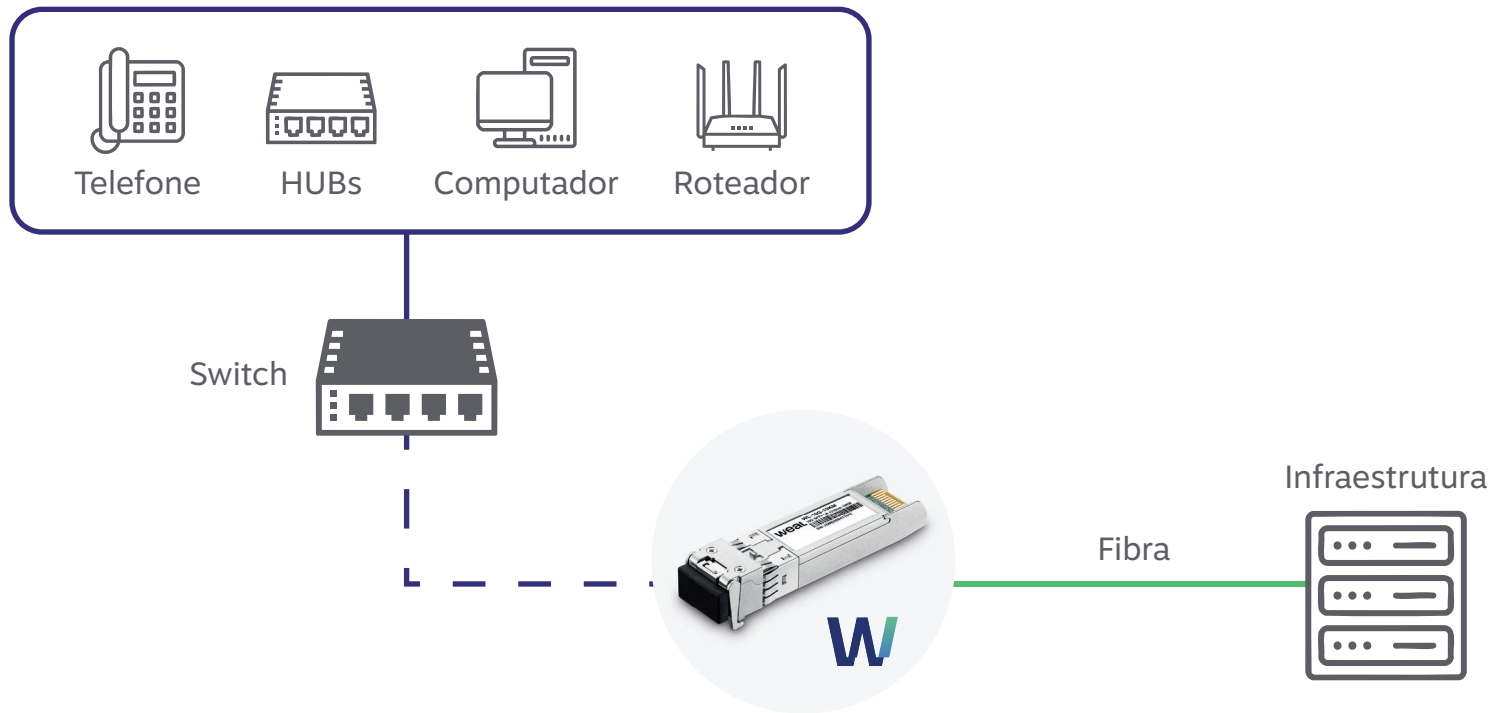 Telefone
HUBs
Computador
Roteador
Switch
weal
Infraestrutura
Fibra
W